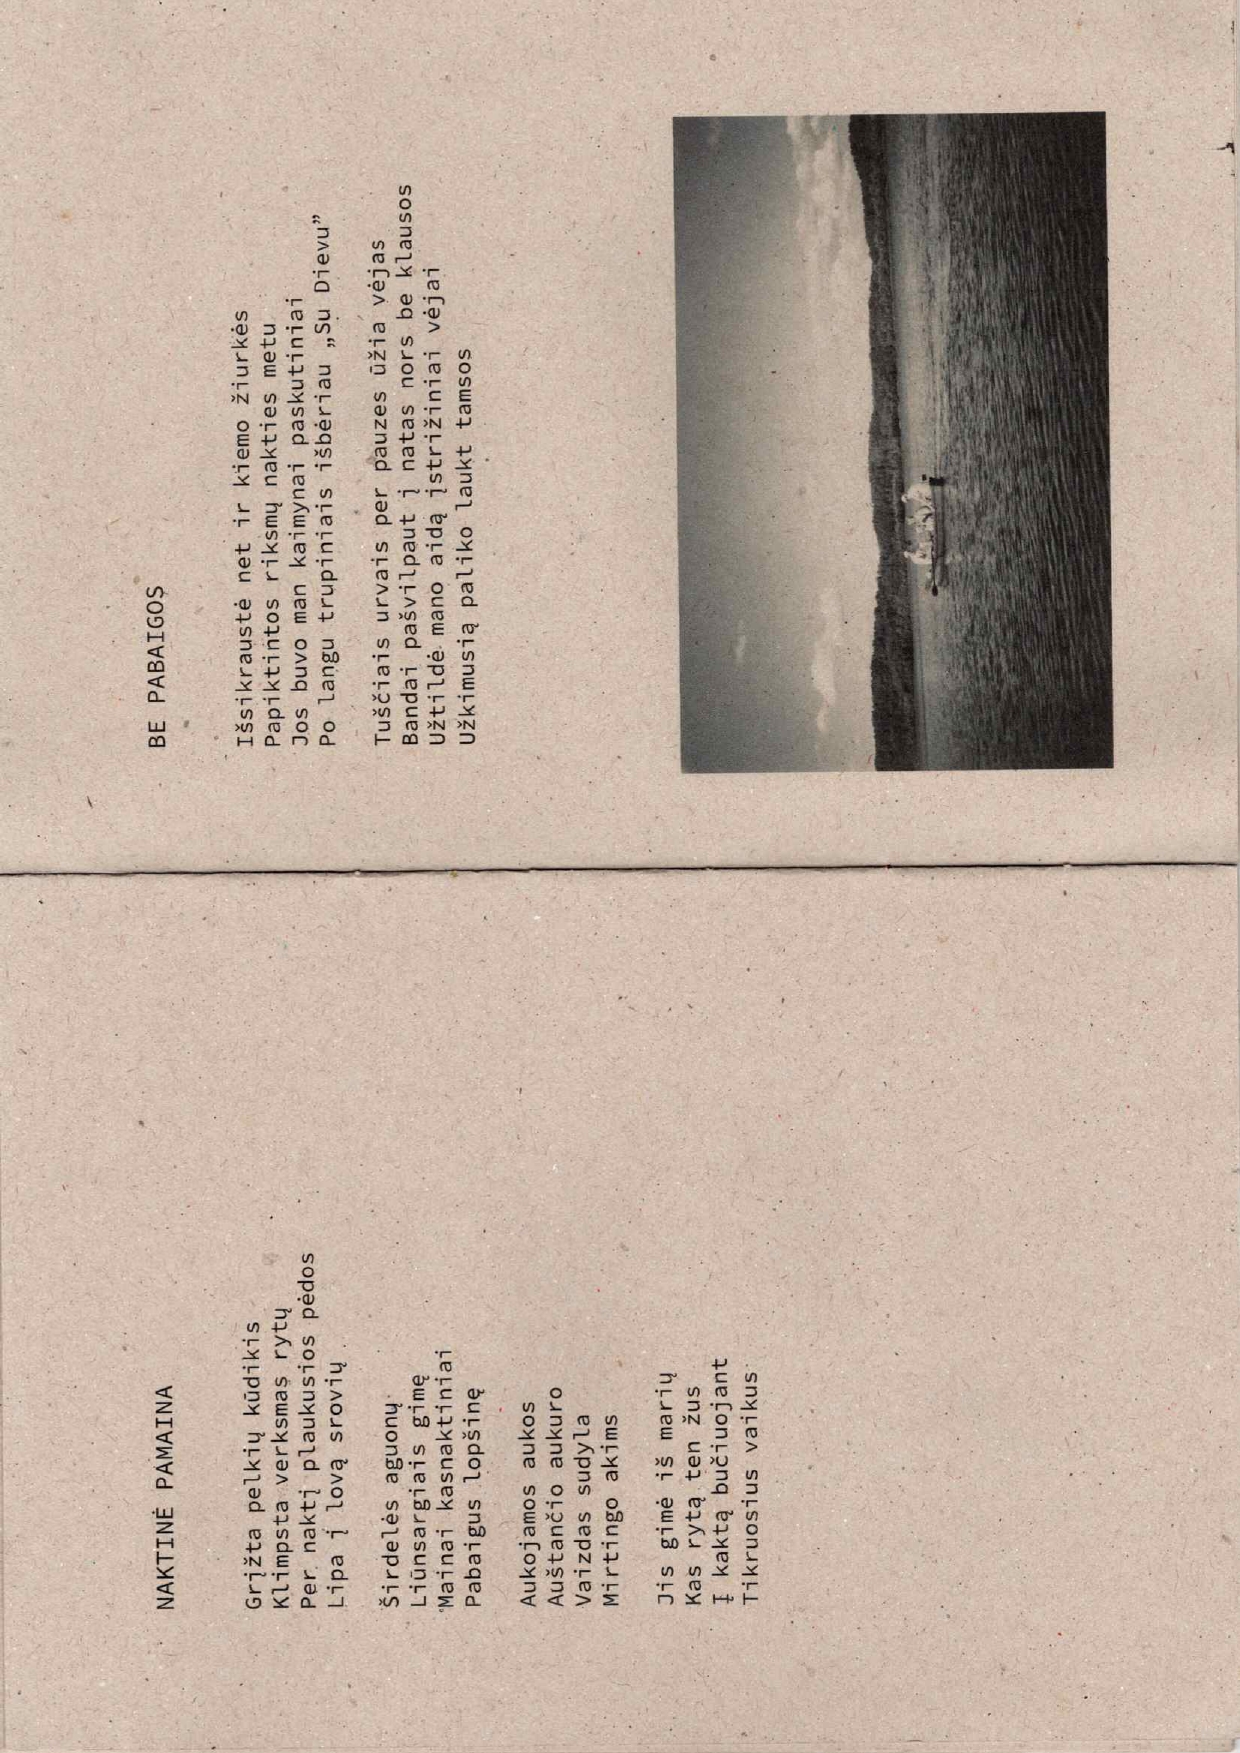 NAKTINĖ PAMAINA
Grįžta pelkių kūdikis
Klimpsta verksmas rytų
Per naktį plaukusios pėdos
Lipa į lovą srovių
Širdelės aguonų
Liūnsargiais gimę
Mainai kasnaktiniai
Pabaigus lopšinę
Aukojamos aukos
Auštančio aukuro
Vaizdas sudyla
Mirtingo akims
Jis gimė iš marių
Kas rytą ten žus
Į kaktą bučiuojant
Tikruosius vaikus
BE PABAIGOS
Išsikraustė net ir kiemo žiurkės
Papiktintos riksmų nakties metu
Jos buvo man kaimynai paskutiniai
Po langu trupiniais išbėriau „Su Dievu”
Tuščiais urvais per pauzes ūžia vėjas
Bandai pašvilpaut į natas nors be klausos
Užtildė mano aidą įstrižiniai vėjai
Užkimusią paliko laukt tamsos